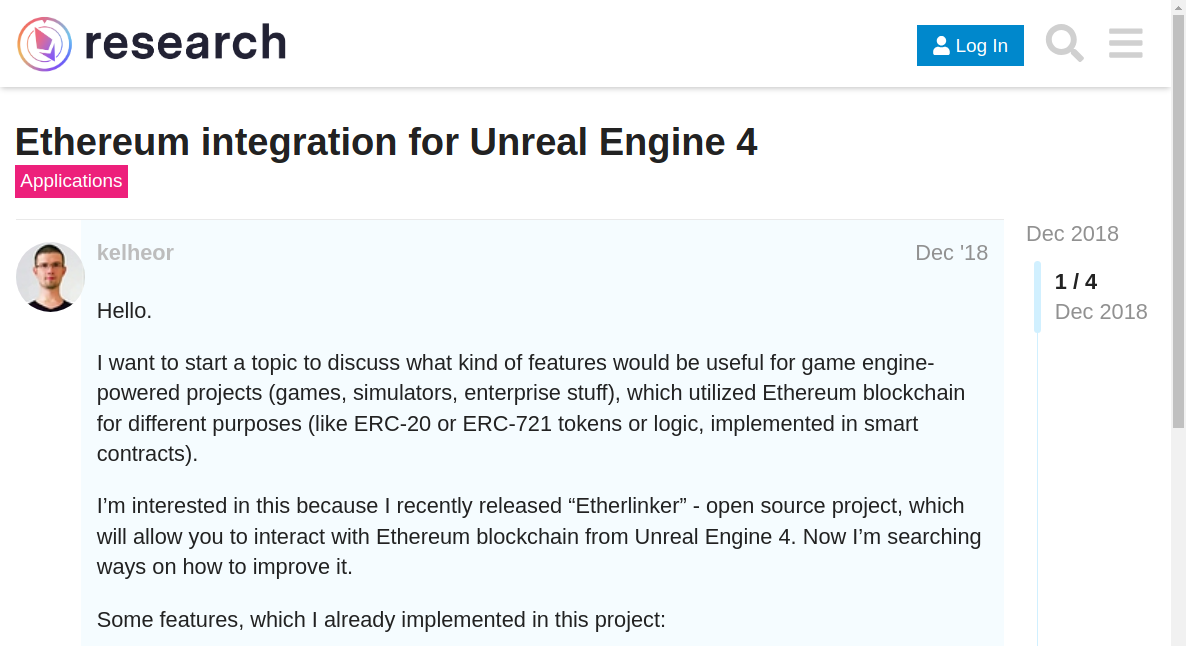 research
Log In
Ethereum integration for Unreal Engine 4
Applications
kelheor
Dec '18
Hello.
I want to start a topic to discuss what kind of features would be useful for game engine-
powered projects (games, simulators, enterprise stuff), which utilized Ethereum blockchain
for different purposes (like ERC-20 or ERC-721 tokens or logic, implemented in smart
contracts).
I’m interested in this because I recently released “Etherlinker” - open source project, which
will allow you to interact with Ethereum blockchain from Unreal Engine 4. Now I’m searching
ways on how to improve it.
Some features, which I already implemented in this project:
Dec 2018
1 / 4
Dec 2018